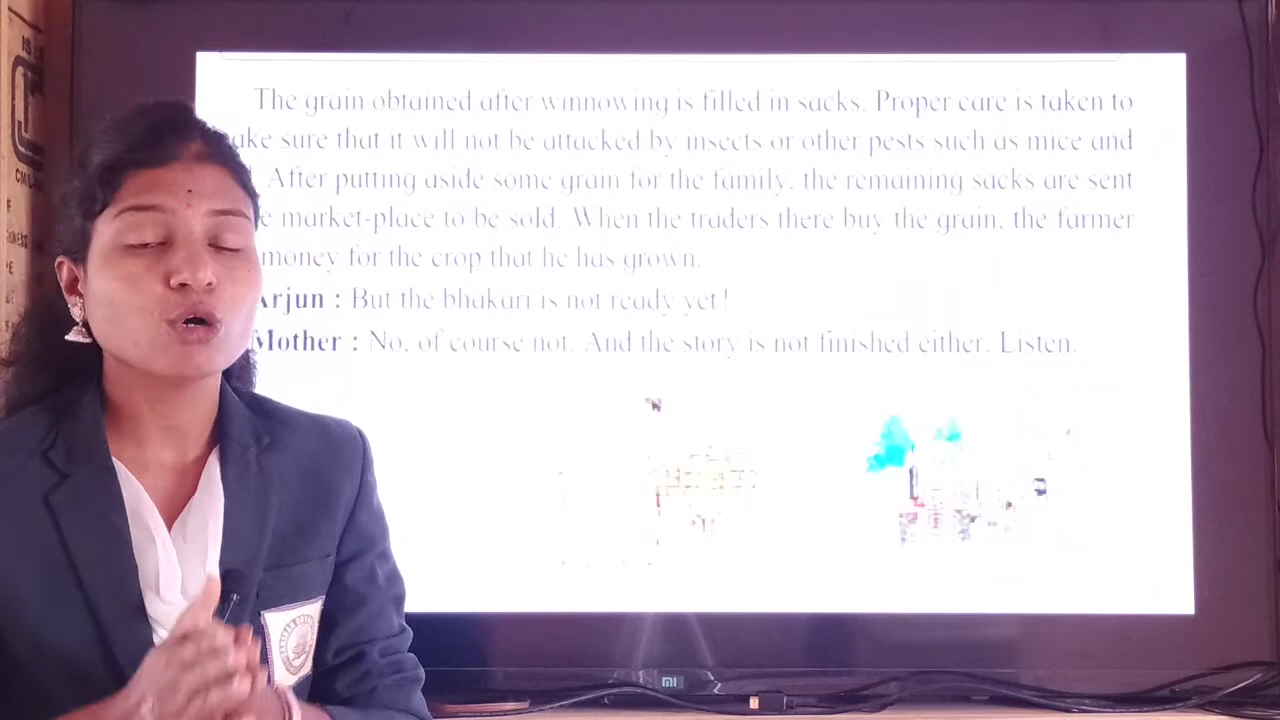 The grain obtained after winnowing is filled in sacks. Proper care is taken to
sure that it will not be attacked by insects or other pests such as mice and
After putting aside some grain for the family, the remaining sacks are sent
market-place to be sold. When the traders there buy the grain, the farmer
money for the crop that he has grown.
Arjun : But the bhakari is not ready yet!
Mother : No, of course not. And the story is not finished either. Listen.
mi